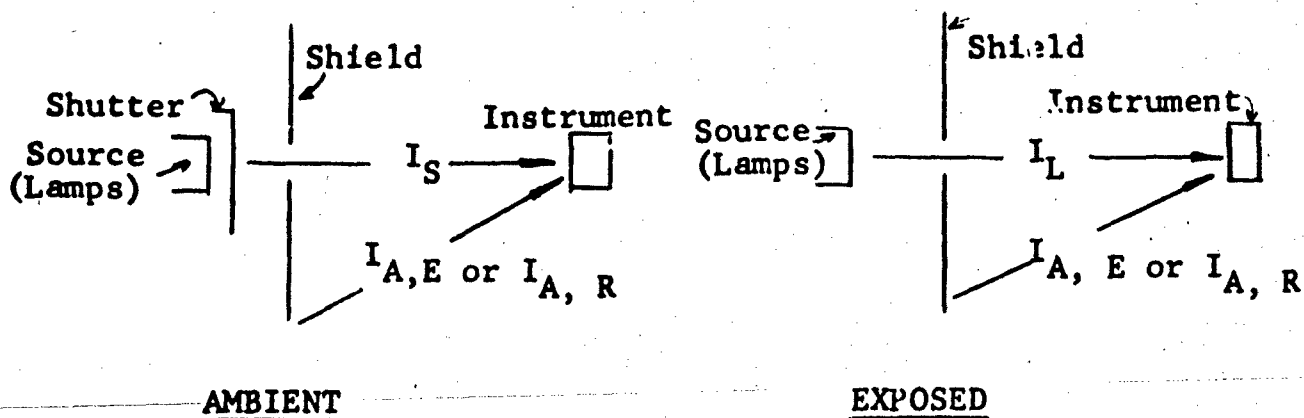 Shield
Shutter
Source
(Lamps)
Instrument
I_S
I_A,E or I_A, R
AMBIENT
Shield
Instrument
Source
(Lamps)
I_L
I_A, E or I_A, R
EXPOSED